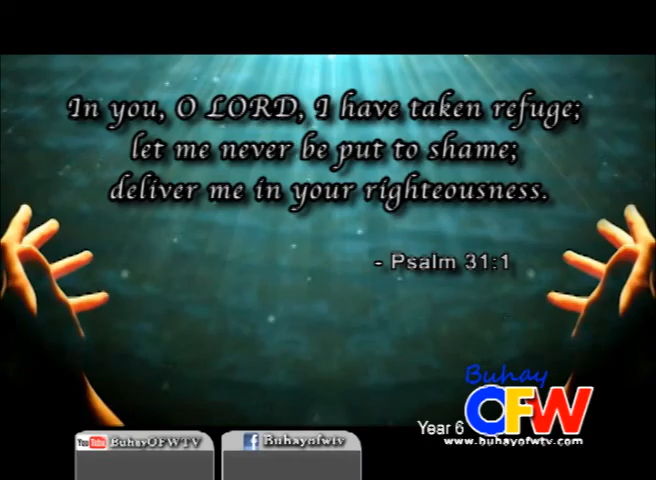 In you, O LORD, I have taken refuge;
let me never be put to shame;
deliver me in your righteousness.
- Psalm 31:1
Buhay
OFW
Year 6
www.buhayofwtv.com
YouTube BuhayOFWTV
f Buhayofwtv